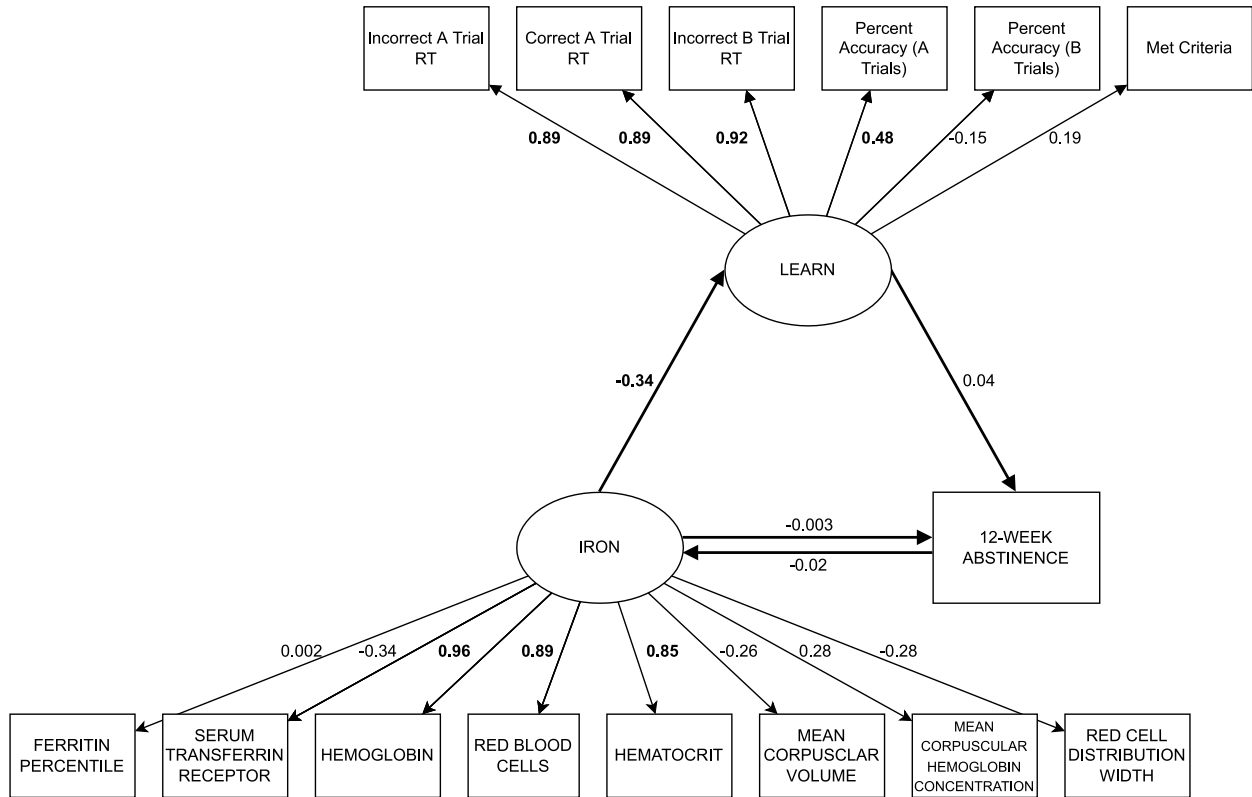 Incorrect A Trial
RT
Correct A Trial
RT
Incorrect B Trial
RT
Percent
Accuracy (A
Trials)
Percent
Accuracy (B
Trials)
Met Criteria
0.89
0.89
0.92
0.48
-0.15
0.19
LEARN
-0.34
0.04
IRON
-0.003
-0.02
12-WEEK
ABSTINENCE
0.002
-0.34
0.96
0.89
0.85
-0.26
0.28
-0.28
FERRITIN
PERCENTILE
SERUM
TRANSFERRIN
RECEPTOR
HEMOGLOBIN
RED BLOOD
CELLS
HEMATOCRIT
MEAN
CORPUSCLAR
VOLUME
MEAN
CORPUSCULAR
HEMOGLOBIN
CONCENTRATION
RED CELL
DISTRIBUTION
WIDTH